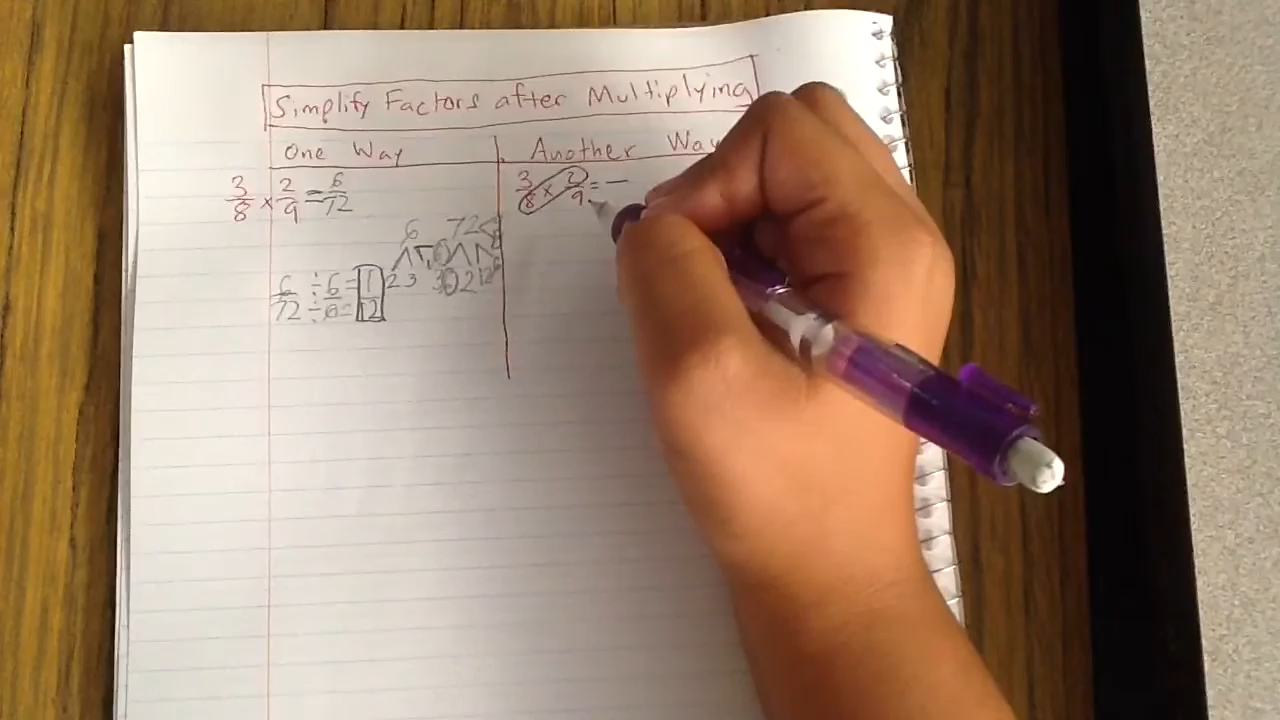 Simplify Factors after Multiplying
One Way
Another Way
3/8 × 2/9 = 6/72
3/8 × 2/9 =
6 72
2 3
6/72 ÷ 6/6 = 1/12